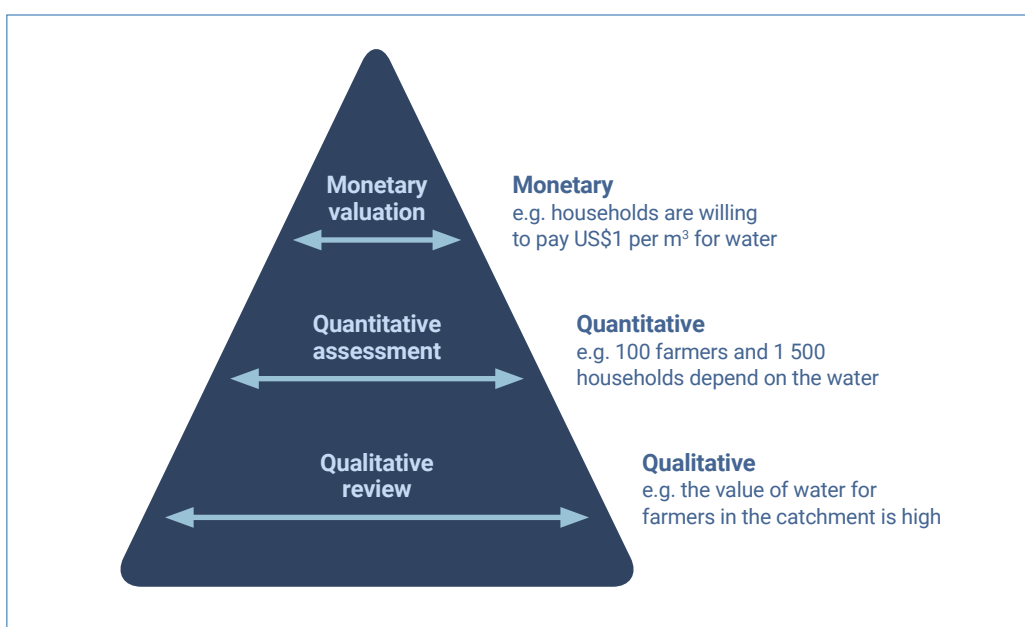 Monetary
valuation
Monetary
e.g. households are willing
to pay US$1 per m³ for water
Quantitative
assessment
Quantitative
e.g. 100 farmers and 1 500
households depend on the water
Qualitative
review
Qualitative
e.g. the value of water for
farmers in the catchment is high